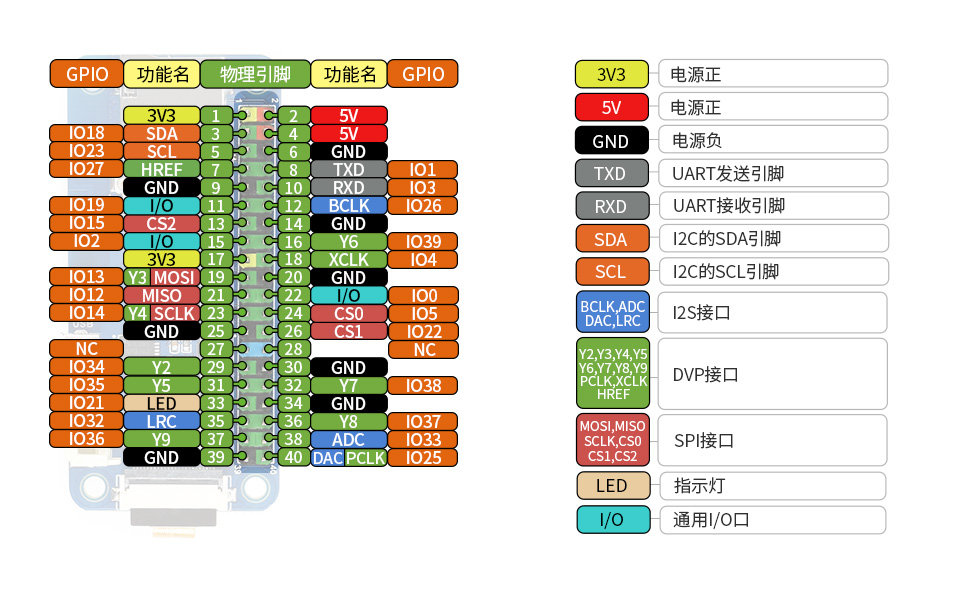 GPIO 功能名 物理引脚 功能名 GPIO
1 2
3V3 1 2 5V
IO18 SDA 3 4 5V
IO23 SCL 5 6 GND
IO27 HREF 7 8 TXD IO1
GND 9 10 RXD IO3
IO19 I/O 11 12 BCLK IO26
IO15 CS2 13 14 GND
IO2 I/O 15 16 Y6 IO39
3V3 17 18 XCLK IO4
IO13 Y3 MOSI 19 20 GND
IO12 MISO 21 22 I/O IO0
IO14 Y4 SCLK 23 24 CS0 IO5
GND 25 26 CS1 IO22
NC 27 28 NC
IO34 Y2 29 30 GND
IO35 Y5 31 32 Y7 IO38
IO21 LED 33 34 GND
IO32 LRC 35 36 Y8 IO37
IO36 Y9 37 38 ADC IO33
GND 39 40 DAC PCLK IO25
39 40
3V3 电源正
5V 电源正
GND 电源负
TXD UART发送引脚
RXD UART接收引脚
SDA I2C的SDA引脚
SCL I2C的SCL引脚
BCLK,ADC
DAC,LRC
I2S接口
Y2,Y3,Y4,Y5
Y6,Y7,Y8,Y9
PCLK,XCLK
HREF
DVP接口
MOSI,MISO
SCLK,CS0
CS1,CS2
SPI接口
LED 指示灯
I/O 通用I/O口